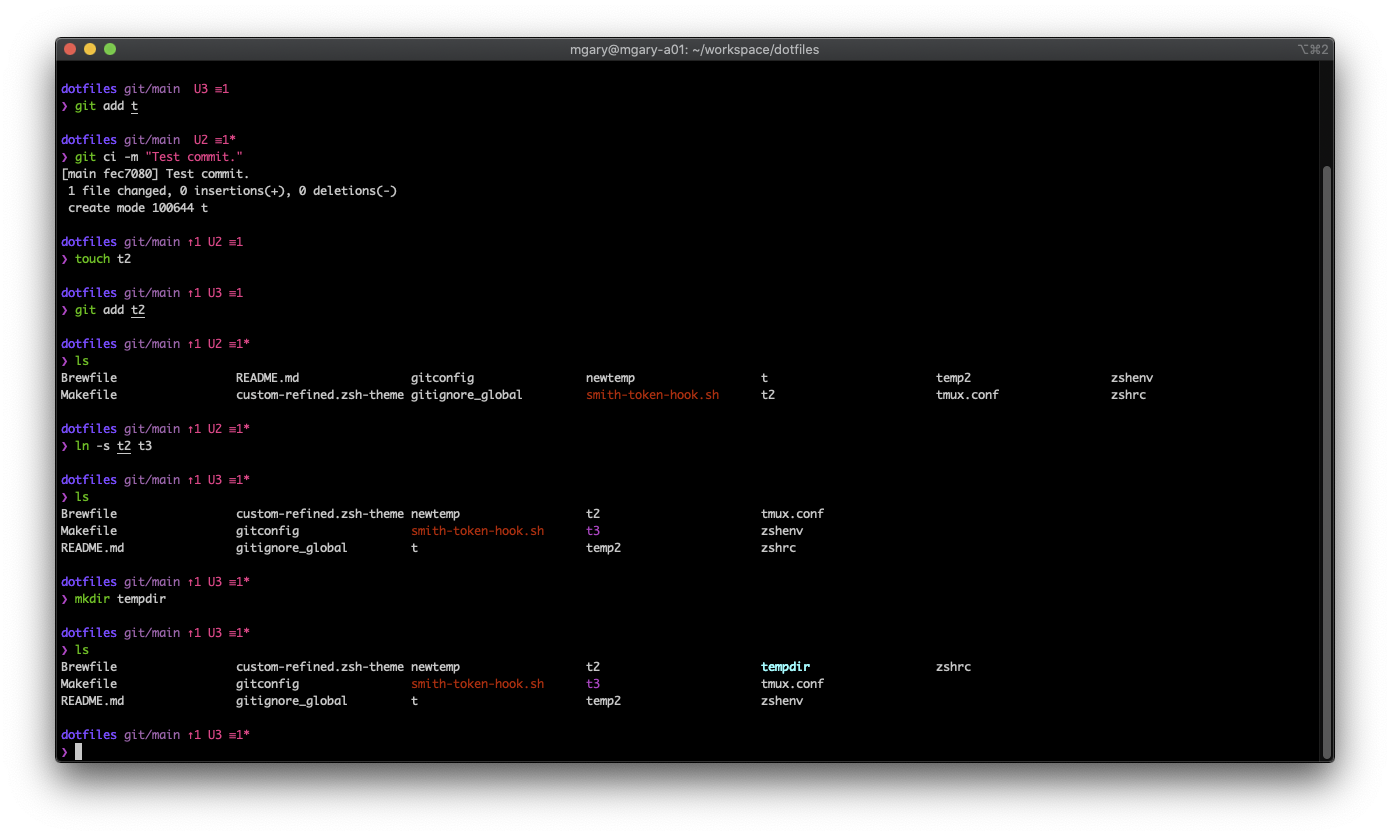 mgary@mgary-a01: ~/workspace/dotfiles ⌥⌘2
dotfiles git/main  U3 ≡1
❯ git add t
dotfiles git/main  U2 ≡1*
❯ git ci -m "Test commit."
[main fec7080] Test commit.
 1 file changed, 0 insertions(+), 0 deletions(-)
 create mode 100644 t
dotfiles git/main ↑1 U2 ≡1
❯ touch t2
dotfiles git/main ↑1 U3 ≡1
❯ git add t2
dotfiles git/main ↑1 U2 ≡1*
❯ ls
Brewfile                 README.md                gitconfig                newtemp                  t                        temp2                    zshenv
Makefile                 custom-refined.zsh-theme gitignore_global         smith-token-hook.sh      t2                       tmux.conf                zshrc
dotfiles git/main ↑1 U2 ≡1*
❯ ln -s t2 t3
dotfiles git/main ↑1 U3 ≡1*
❯ ls
Brewfile                 custom-refined.zsh-theme newtemp                  t2                       tmux.conf
Makefile                 gitconfig                smith-token-hook.sh      t3                       zshenv
README.md                gitignore_global         t                        temp2                    zshrc
dotfiles git/main ↑1 U3 ≡1*
❯ mkdir tempdir
dotfiles git/main ↑1 U3 ≡1*
❯ ls
Brewfile                 custom-refined.zsh-theme newtemp                  t2                       tempdir                  zshrc
Makefile                 gitconfig                smith-token-hook.sh      t3                       tmux.conf
README.md                gitignore_global         t                        temp2                    zshenv
dotfiles git/main ↑1 U3 ≡1*
❯